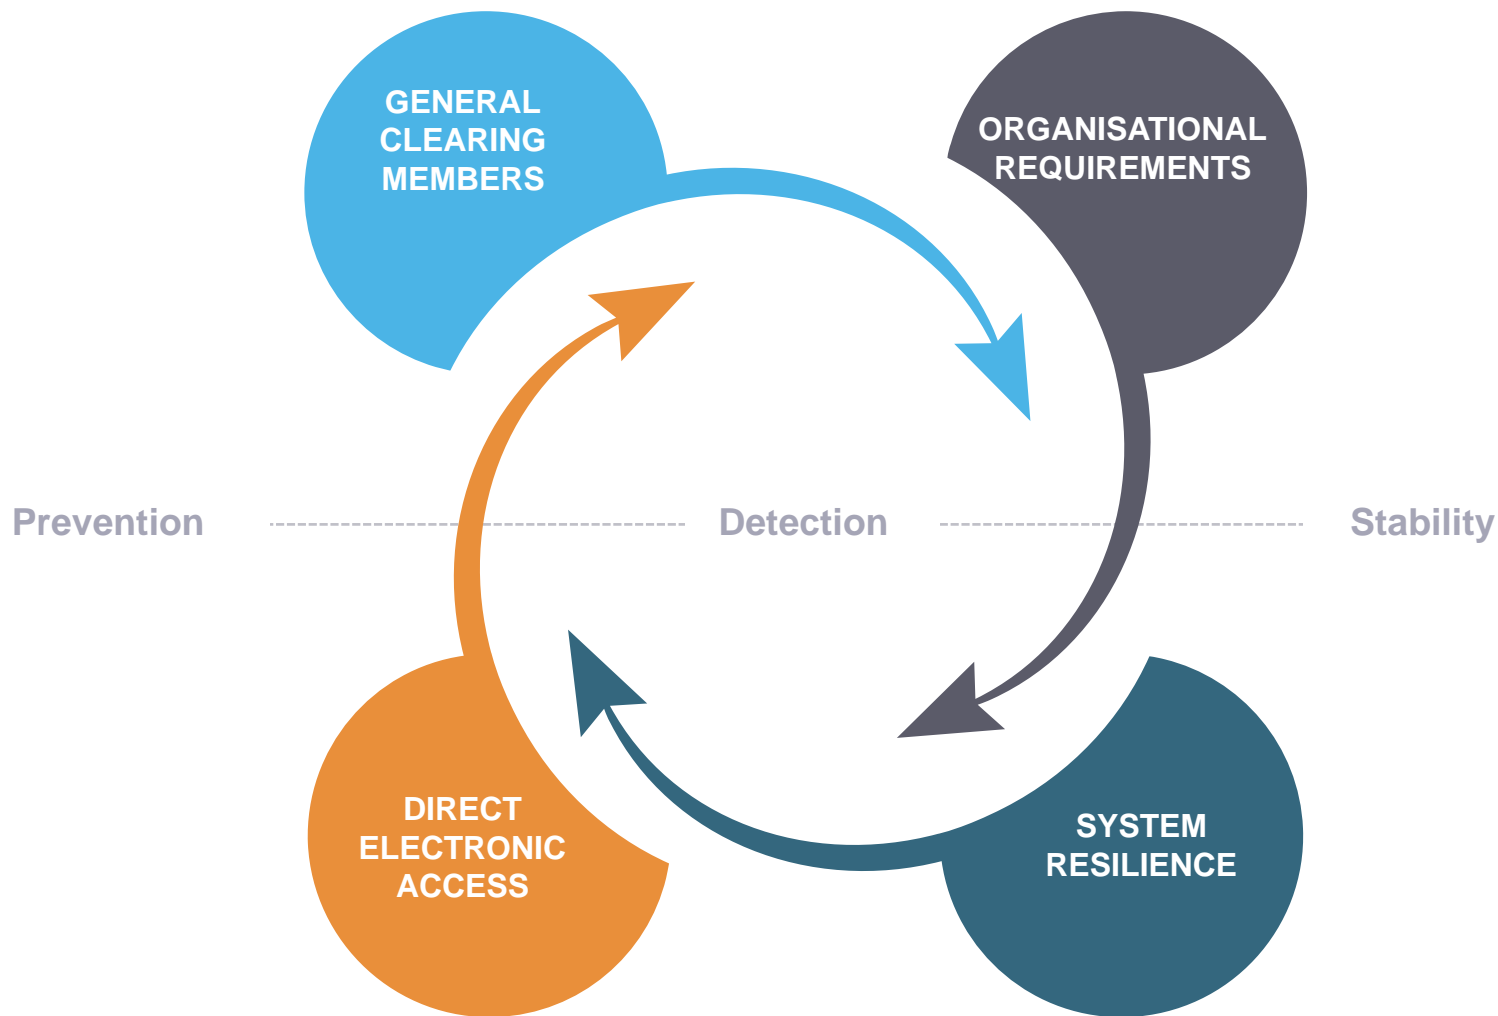 GENERAL
CLEARING
MEMBERS
ORGANISATIONAL
REQUIREMENTS
Prevention
Detection
Stability
DIRECT
ELECTRONIC
ACCESS
SYSTEM
RESILIENCE